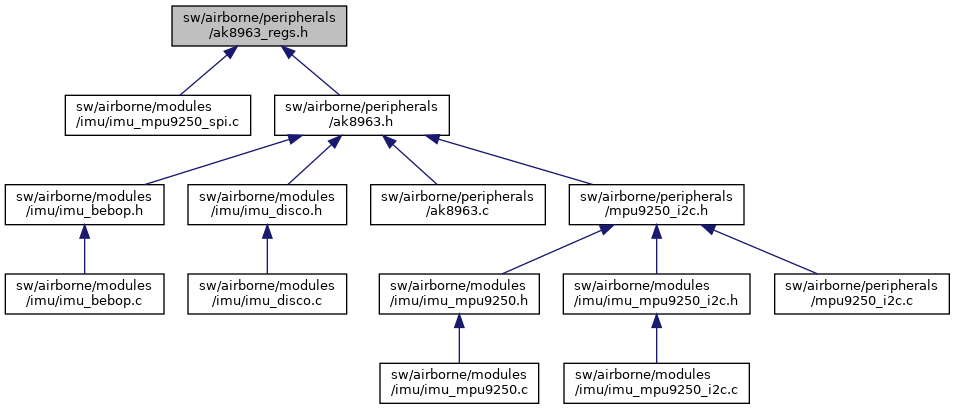 sw/airborne/peripherals
/ak8963_regs.h
sw/airborne/modules
/imu/imu_mpu9250_spi.c
sw/airborne/peripherals
/ak8963.h
sw/airborne/modules
/imu/imu_bebop.h
sw/airborne/modules
/imu/imu_disco.h
sw/airborne/peripherals
/ak8963.c
sw/airborne/peripherals
/mpu9250_i2c.h
sw/airborne/modules
/imu/imu_bebop.c
sw/airborne/modules
/imu/imu_disco.c
sw/airborne/modules
/imu/imu_mpu9250.h
sw/airborne/modules
/imu/imu_mpu9250_i2c.h
sw/airborne/peripherals
/mpu9250_i2c.c
sw/airborne/modules
/imu/imu_mpu9250.c
sw/airborne/modules
/imu/imu_mpu9250_i2c.c